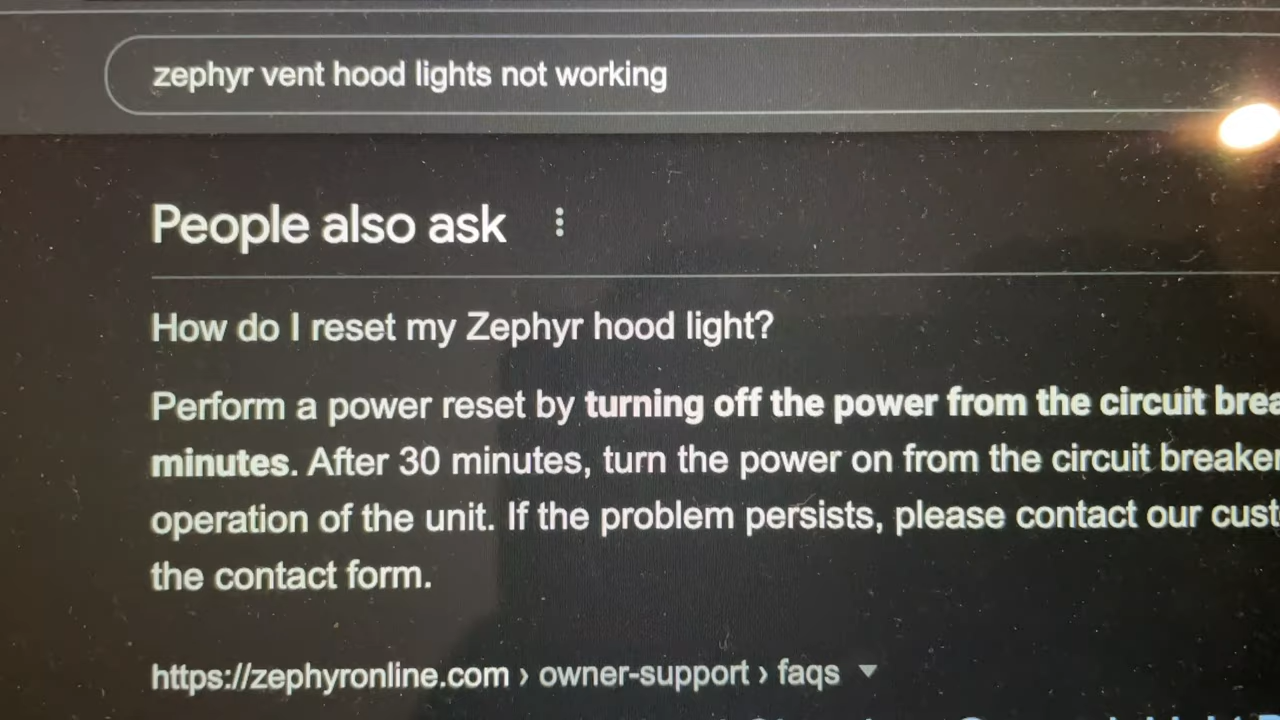 zephyr vent hood lights not working
People also ask
How do I reset my Zephyr hood light?
Perform a power reset by turning off the power from the circuit
minutes. After 30 minutes, turn the power on from the circuit breaker
operation of the unit. If the problem persists, please contact our
the contact form.
https://zephyronline.com › owner-support › faqs